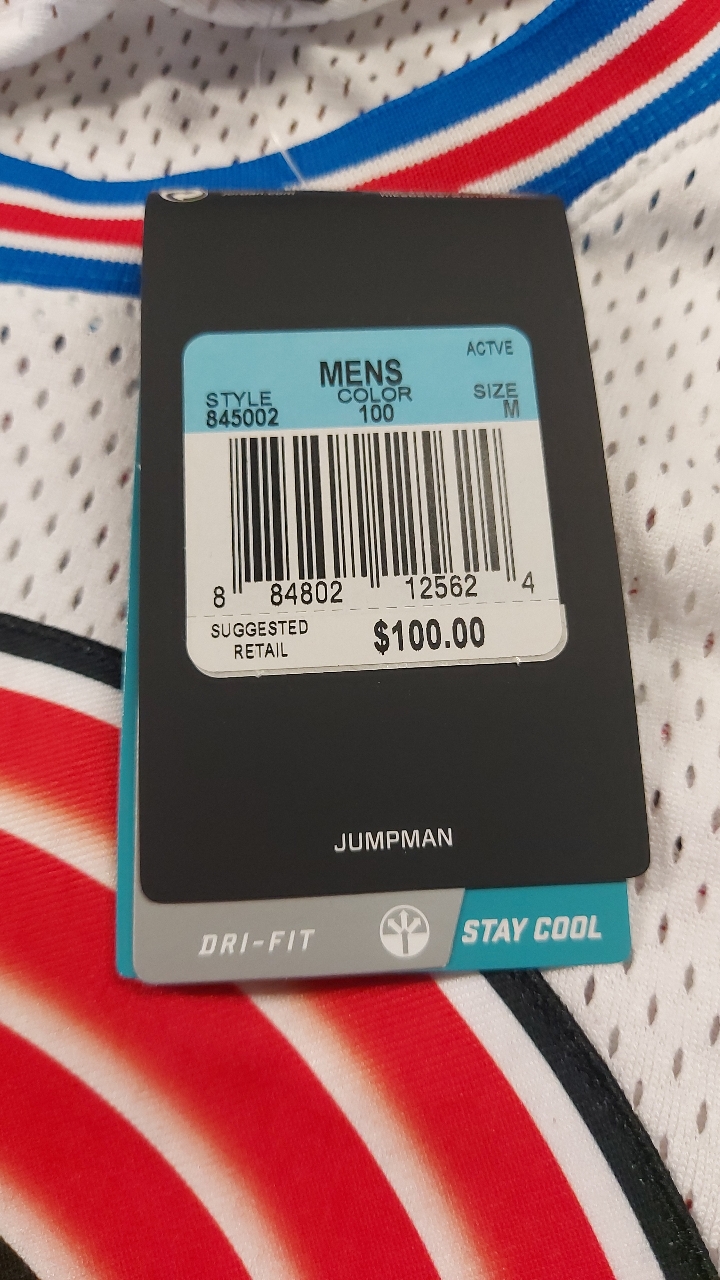 ACTVE
MENS
STYLE COLOR SIZE
845002 100 M
8 84802 12562 4
SUGGESTED RETAIL $100.00
JUMPMAN
DRI-FIT STAY COOL